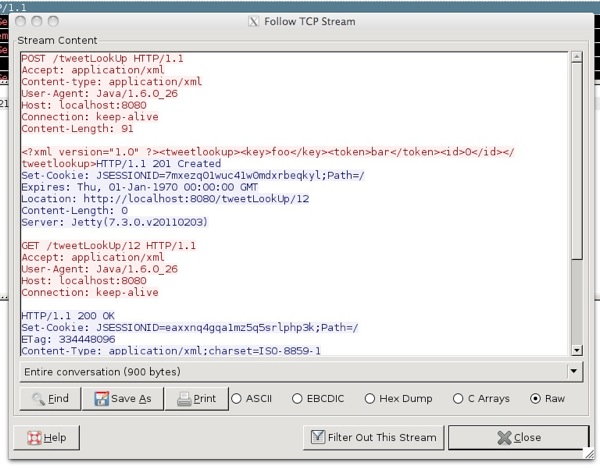 P/1.1
Follow TCP Stream
Stream Content
POST /tweetLookUp HTTP/1.1
Accept: application/xml
Content-type: application/xml
User-Agent: Java/1.6.0_26
Host: localhost:8080
Connection: keep-alive
Content-Length: 91
<?xml version="1.0" ?><tweetlookup><key>foo</key><token>bar</token><id>0</id></
tweetlookup>HTTP/1.1 201 Created
Set-Cookie: JSESSIONID=7mxezq01wuc41w0mdxrbeqkyl;Path=/
Expires: Thu, 01-Jan-1970 00:00:00 GMT
Location: http://localhost:8080/tweetLookUp/12
Content-Length: 0
Server: Jetty(7.3.0.v20110203)
GET /tweetLookUp/12 HTTP/1.1
Accept: application/xml
User-Agent: Java/1.6.0_26
Host: localhost:8080
Connection: keep-alive
HTTP/1.1 200 OK
Set-Cookie: JSESSIONID=eaxxnq4gqa1mz5q5srlphp3k;Path=/
ETag: 334448096
Content-Type: application/xml;charset=ISO-8859-1
Entire conversation (900 bytes)
Find Save As Print ASCII EBCDIC Hex Dump C Arrays Raw
Help Filter Out This Stream Close